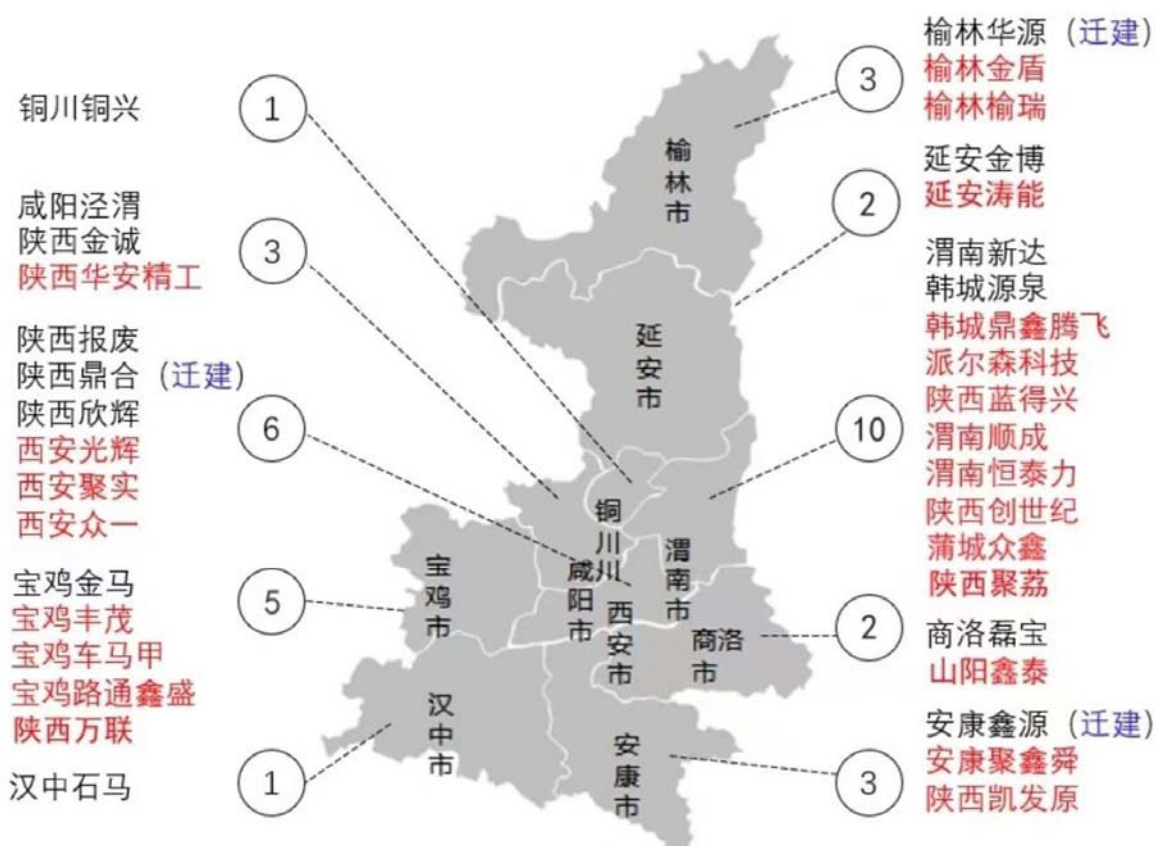 铜川铜兴
1
咸阳泾渭
陕西金诚
陕西华安精工
3
陕西报废
陕西鼎合（迁建）
陕西欣辉
西安光辉
西安聚实
西安众一
6
宝鸡金马
宝鸡丰茂
宝鸡车马甲
宝鸡路通鑫盛
陕西万联
5
汉中石马
1
榆林市
延安市
铜川
川
咸阳市
渭南市
宝鸡市
西安市
商洛市
汉中市
安康市
3
榆林华源（迁建）
榆林金盾
榆林榆瑞
2
延安金博
延安涛能
10
渭南新达
韩城源泉
韩城鼎鑫腾飞
派尔森科技
陕西蓝得兴
渭南顺成
渭南恒泰力
陕西创世纪
蒲城众鑫
陕西聚荔
2
商洛磊宝
山阳鑫泰
3
安康鑫源（迁建）
安康聚鑫舜
陕西凯发原